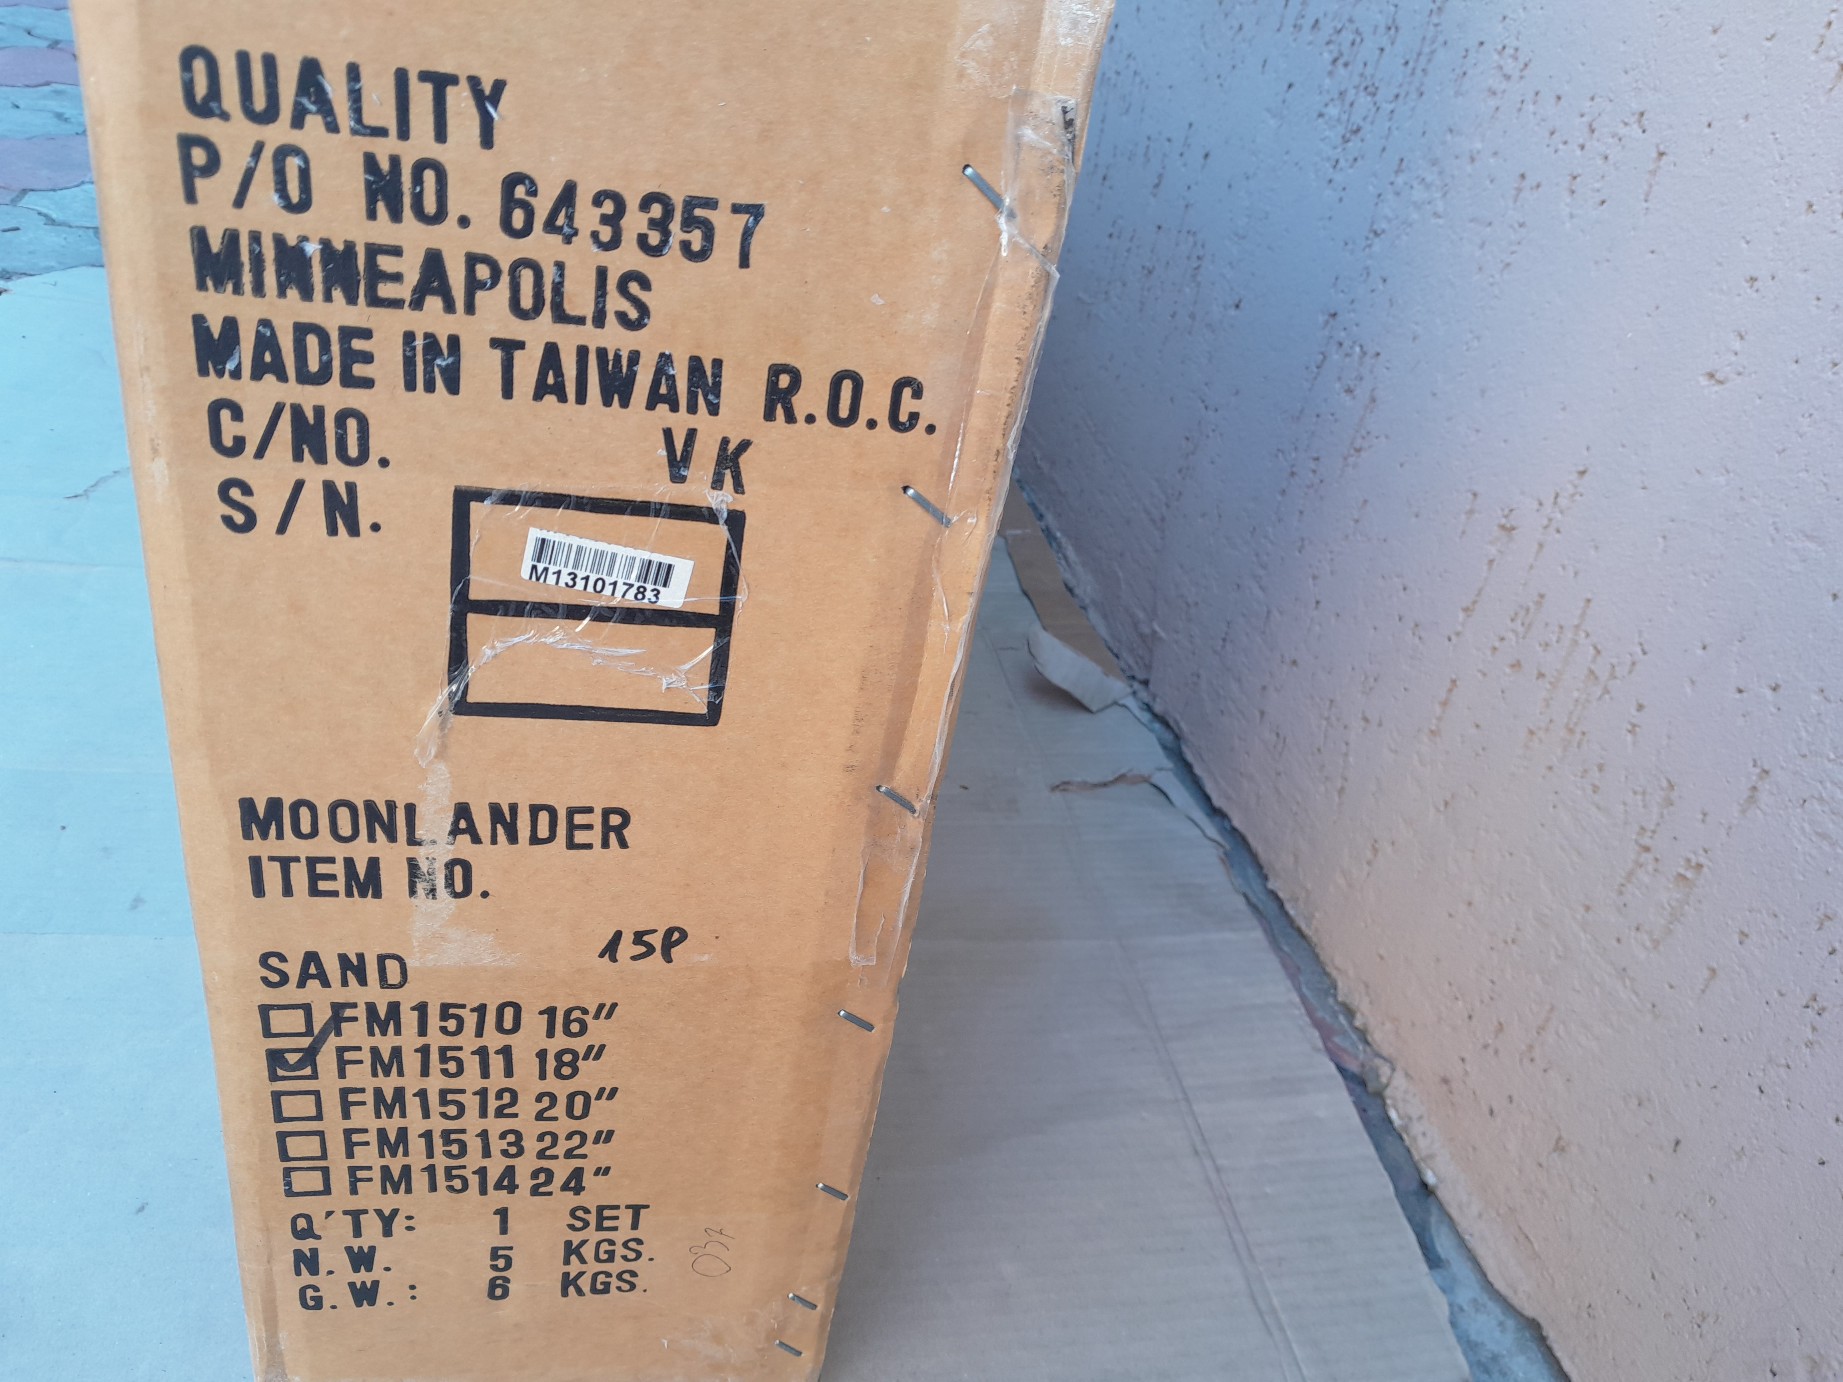 QUALITY
P/O NO. 643357
MINNEAPOLIS
MADE IN TAIWAN R.O.C.
C/NO. VK
S/N.
M13101783
MOONLANDER
ITEM NO.
15P
SAND
FM1510 16″
FM1511 18″
FM1512 20″
FM1513 22″
FM1514 24″
Q'TY: 1 SET
N.W. 5 KGS.
G.W.: 6 KGS.
037